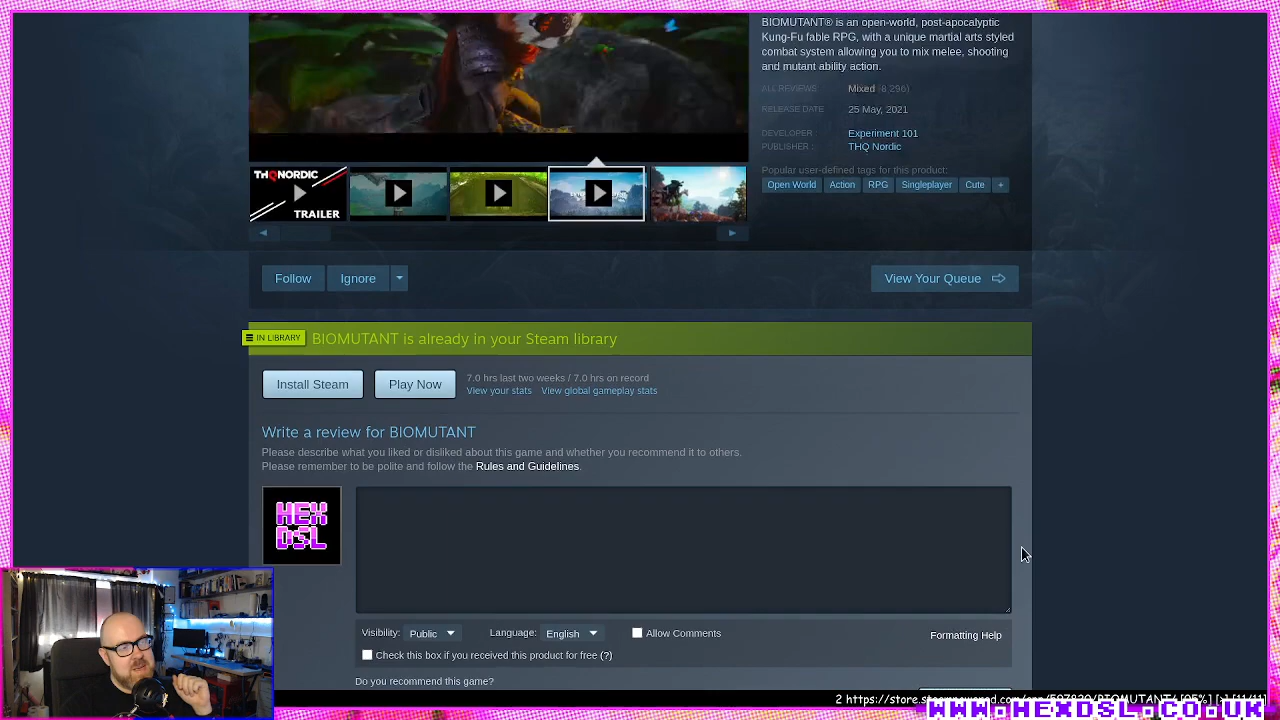 BIOMUTANT® is an open-world, post-apocalyptic
Kung-Fu fable RPG, with a unique martial arts styled
combat system allowing you to mix melee, shooting
and mutant ability action.
ALL REVIEWS Mixed (8,296)
RELEASE DATE 25 May, 2021
DEVELOPER : Experiment 101
PUBLISHER : THQ Nordic
Popular user-defined tags for this product:
Open World Action RPG Singleplayer Cute +
THQNORDIC
TRAILER
Follow Ignore View Your Queue
IN LIBRARY BIOMUTANT is already in your Steam library
Install Steam Play Now 7.0 hrs last two weeks / 7.0 hrs on record
View your stats View global gameplay stats
Write a review for BIOMUTANT
Please describe what you liked or disliked about this game and whether you recommend it to others.
Please remember to be polite and follow the Rules and Guidelines.
HEX
DSL
Visibility: Public Language: English Allow Comments Formatting Help
Check this box if you received this product for free (?)
Do you recommend this game?
WWW.HEXDSL.CO.UK